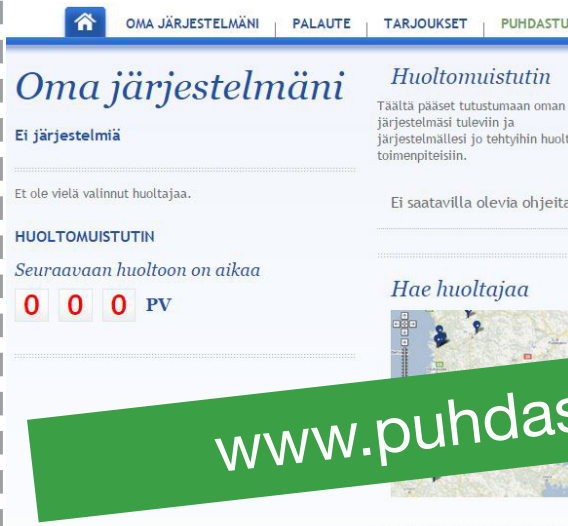 OMA JÄRJESTELMÄNI | PALAUTE | TARJOUKSET | PUHDASTU
Oma järjestelmäni
Ei järjestelmiä
Et ole vielä valinnut huoltajaa.
HUOLTOMUISTUTIN
Seuraavaan huoltoon on aikaa
0 0 0 PV
Huoltomuistutin
Täältä pääset tutustumaan oman
järjestelmäsi tuleviin ja
järjestelmällesi jo tehtyihin huolt
toimenpiteisiin.
Ei saatavilla olevia ohjeita
Hae huoltajaa
www.puhdas